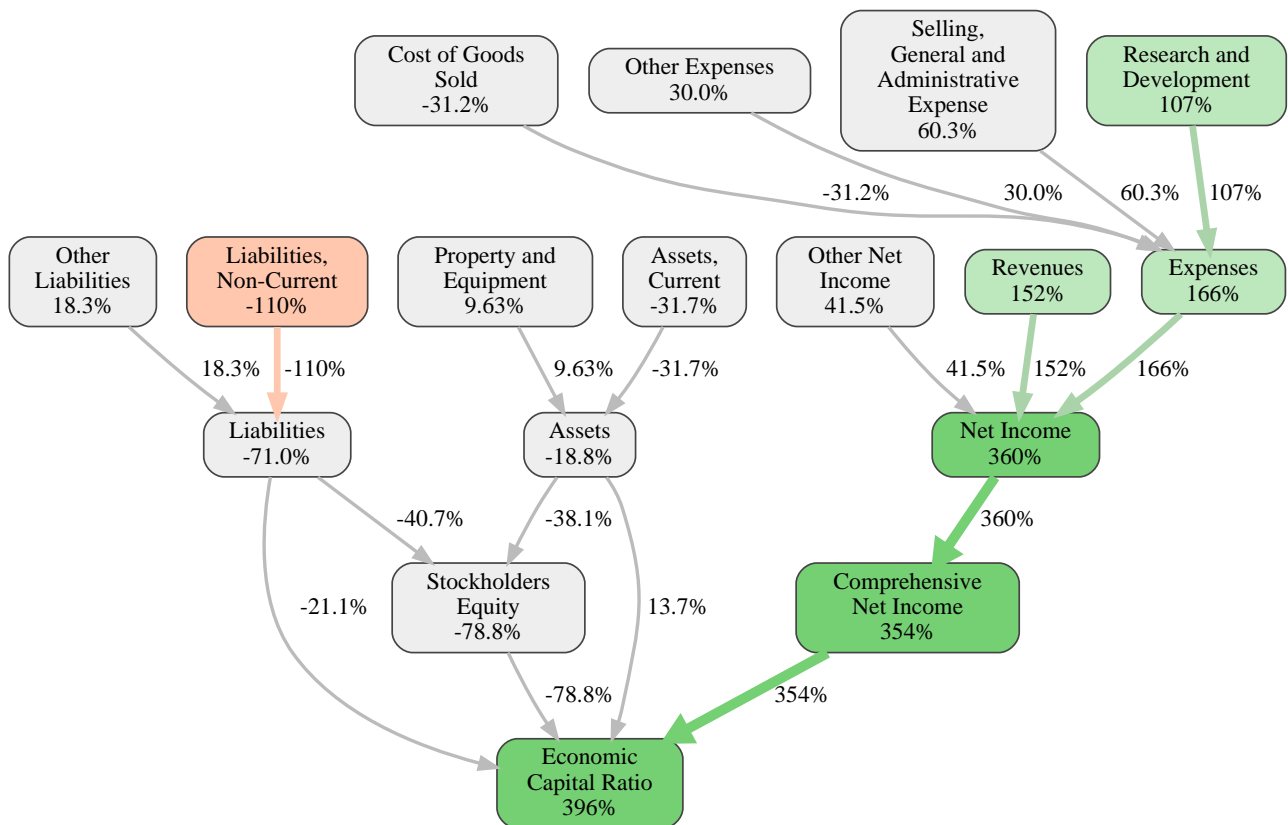 Cost of Goods
Sold
-31.2%
Other Expenses
30.0%
Selling,
General and
Administrative
Expense
60.3%
Research and
Development
107%
-31.2%
30.0%
60.3%
107%
Other
Liabilities
18.3%
Liabilities,
Non-Current
-110%
Property and
Equipment
9.63%
Assets,
Current
-31.7%
Other Net
Income
41.5%
Revenues
152%
Expenses
166%
18.3%
-110%
9.63%
-31.7%
41.5%
152%
166%
Liabilities
-71.0%
Assets
-18.8%
Net Income
360%
-40.7%
-38.1%
360%
Stockholders
Equity
-78.8%
Comprehensive
Net Income
354%
-21.1%
13.7%
-78.8%
354%
Economic
Capital Ratio
396%